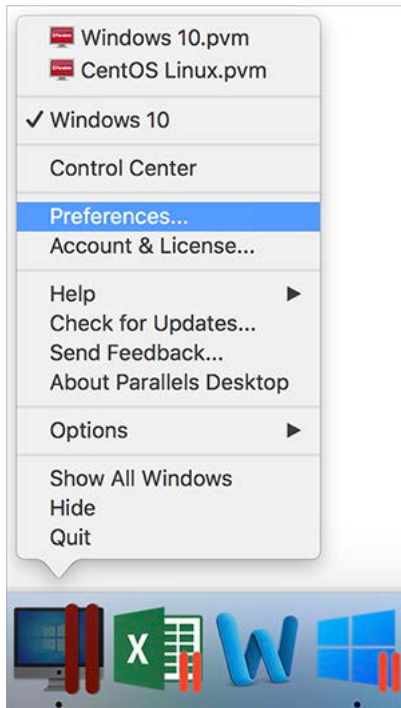 Windows 10.pvm
CentOS Linux.pvm
✓ Windows 10
Control Center
Preferences...
Account & License...
Help ▶
Check for Updates...
Send Feedback...
About Parallels Desktop
Options ▶
Show All Windows
Hide
Quit
X
W